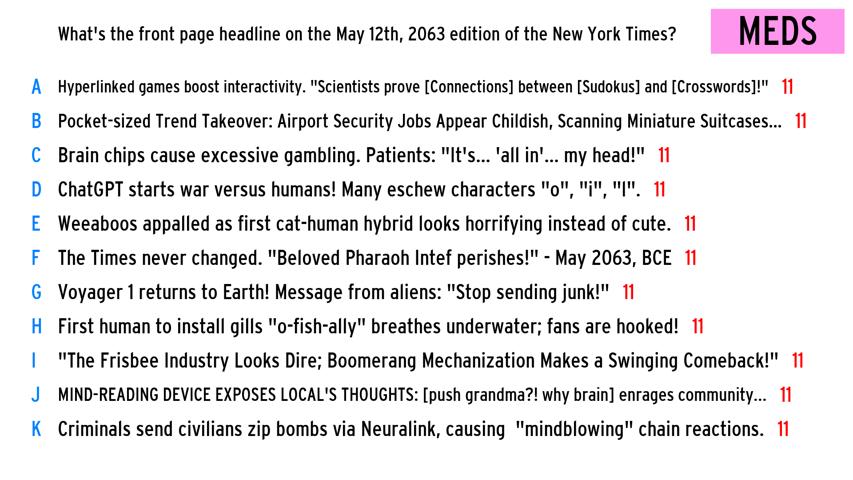 What's the front page headline on the May 12th, 2063 edition of the New York Times?
MEDS
A Hyperlinked games boost interactivity. "Scientists prove [Connections] between [Sudokus] and [Crosswords]!" 11
B Pocket-sized Trend Takeover: Airport Security Jobs Appear Childish, Scanning Miniature Suitcases... 11
C Brain chips cause excessive gambling. Patients: "It's... 'all in'... my head!" 11
D ChatGPT starts war versus humans! Many eschew characters "o", "i", "l". 11
E Weeaboos appalled as first cat-human hybrid looks horrifying instead of cute. 11
F The Times never changed. "Beloved Pharaoh Intef perishes!" - May 2063, BCE 11
G Voyager 1 returns to Earth! Message from aliens: "Stop sending junk!" 11
H First human to install gills "o-fish-ally" breathes underwater; fans are hooked! 11
I "The Frisbee Industry Looks Dire; Boomerang Mechanization Makes a Swinging Comeback!" 11
J MIND-READING DEVICE EXPOSES LOCAL'S THOUGHTS: [push grandma?! why brain] enrages community... 11
K Criminals send civilians zip bombs via Neuralink, causing "mindblowing" chain reactions. 11